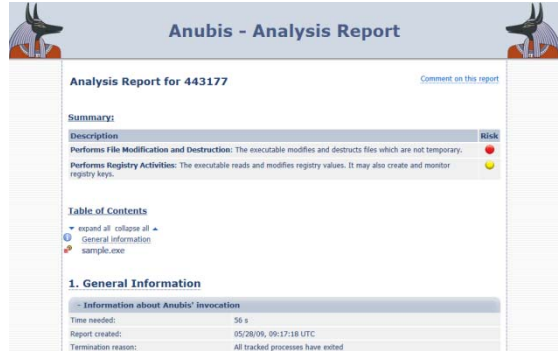 Anubis - Analysis Report
Analysis Report for 443177
Comment on this report
Summary:
Description Risk
Performs File Modification and Destruction: The executable modifies and destructs files which are not temporary.
Performs Registry Activities: The executable reads and modifies registry values. It may also create and monitor
registry keys.
Table of Contents
expand all collapse all
General information
sample.exe
1. General Information
- Information about Anubis' invocation
Time needed: 56 s
Report created: 05/28/09, 09:17:18 UTC
Termination reason: All tracked processes have exited